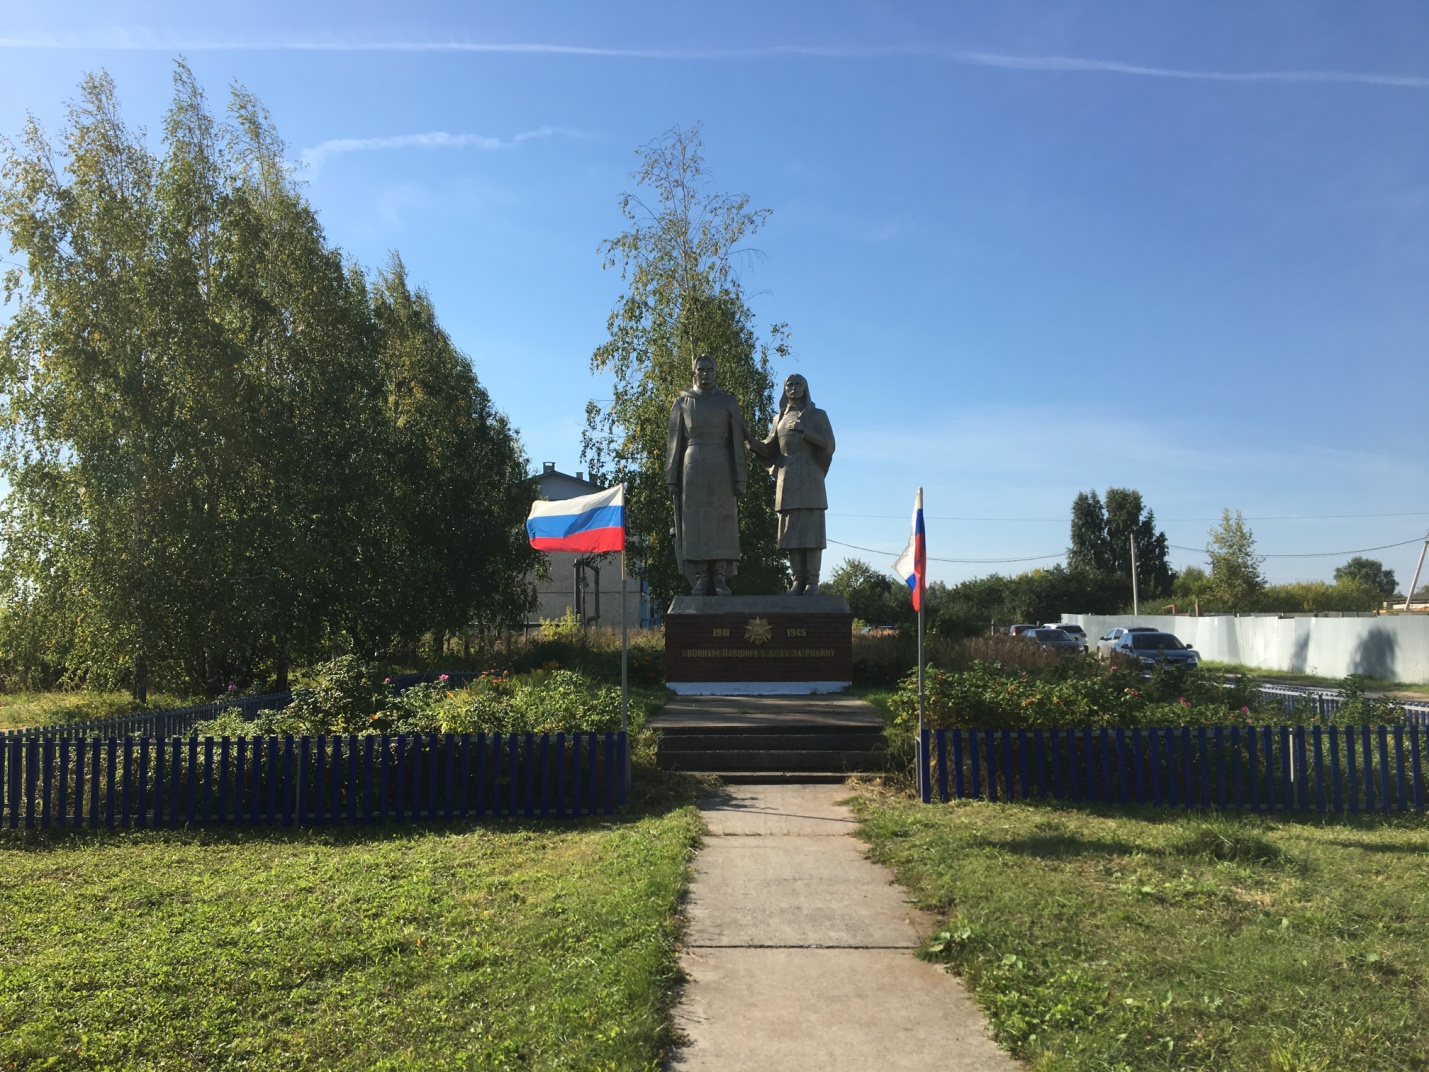 1941 1945
ВОИНАМ ПАВШИМ В БОЯХ ЗА РОДИНУ